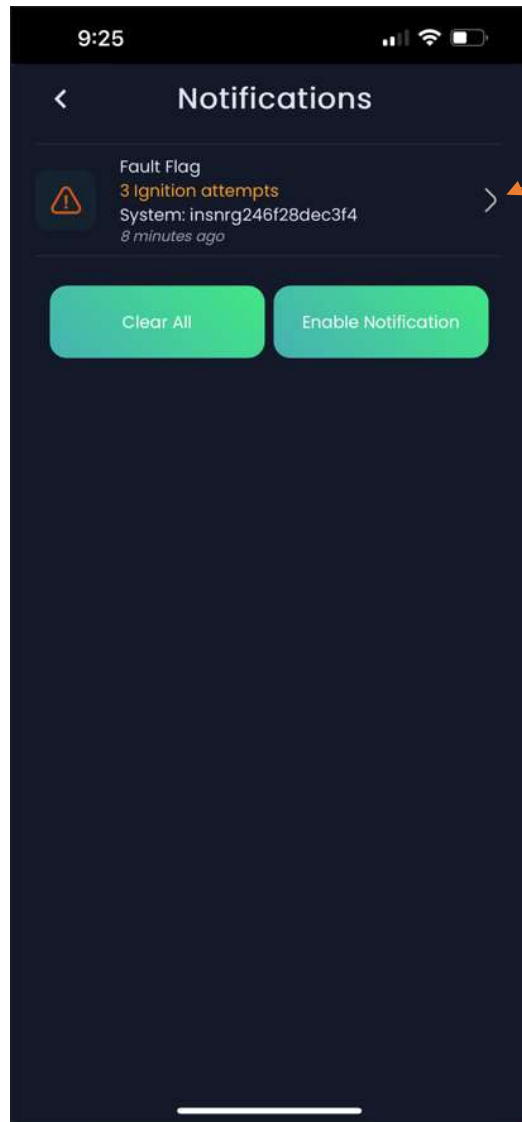 9:25
Notifications
Fault Flag
3 Ignition attempts
System: insnrg246f28dec3f4
8 minutes ago
Clear All Enable Notification